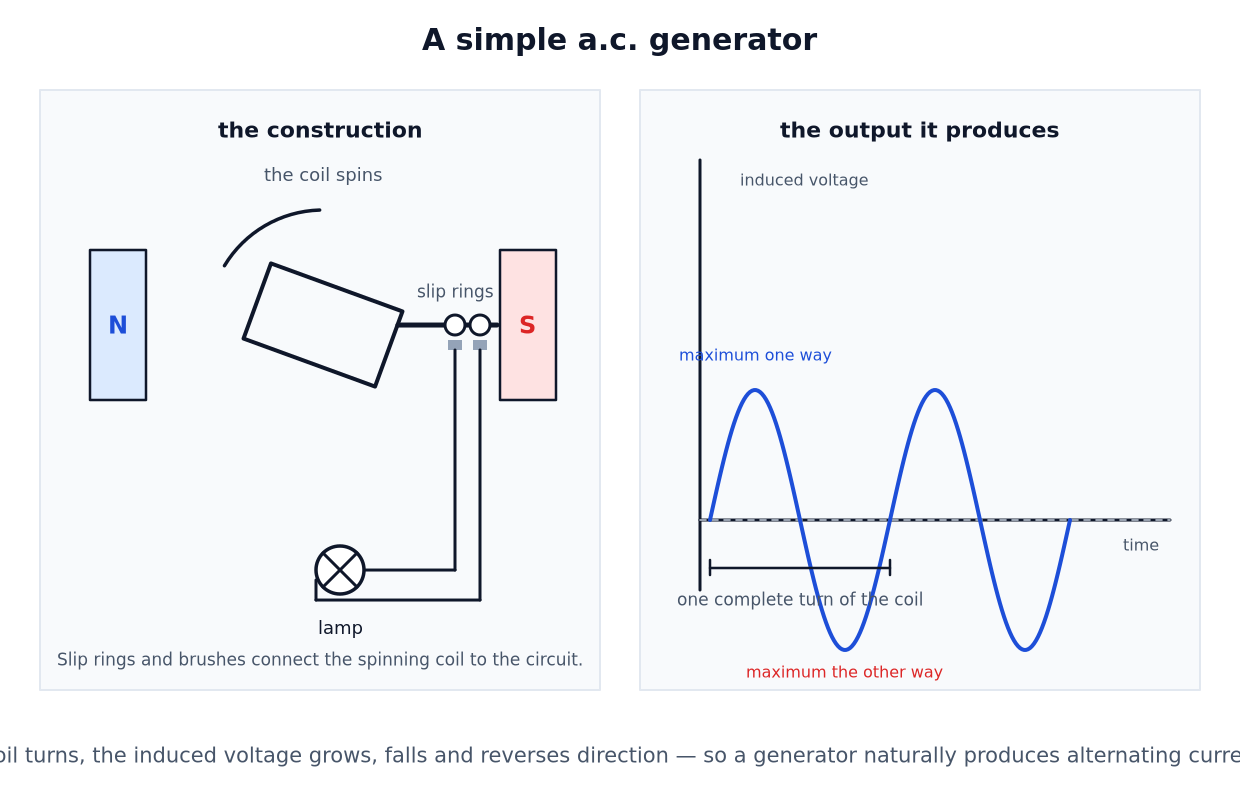 A simple a.c. generator
the construction
the coil spins
N
slip rings
S
lamp
Slip rings and brushes connect the spinning coil to the circuit.
the output it produces
induced voltage
maximum one way
time
one complete turn of the coil
maximum the other way
turns, the induced voltage grows, falls and reverses direction — so a generator naturally produces alternating